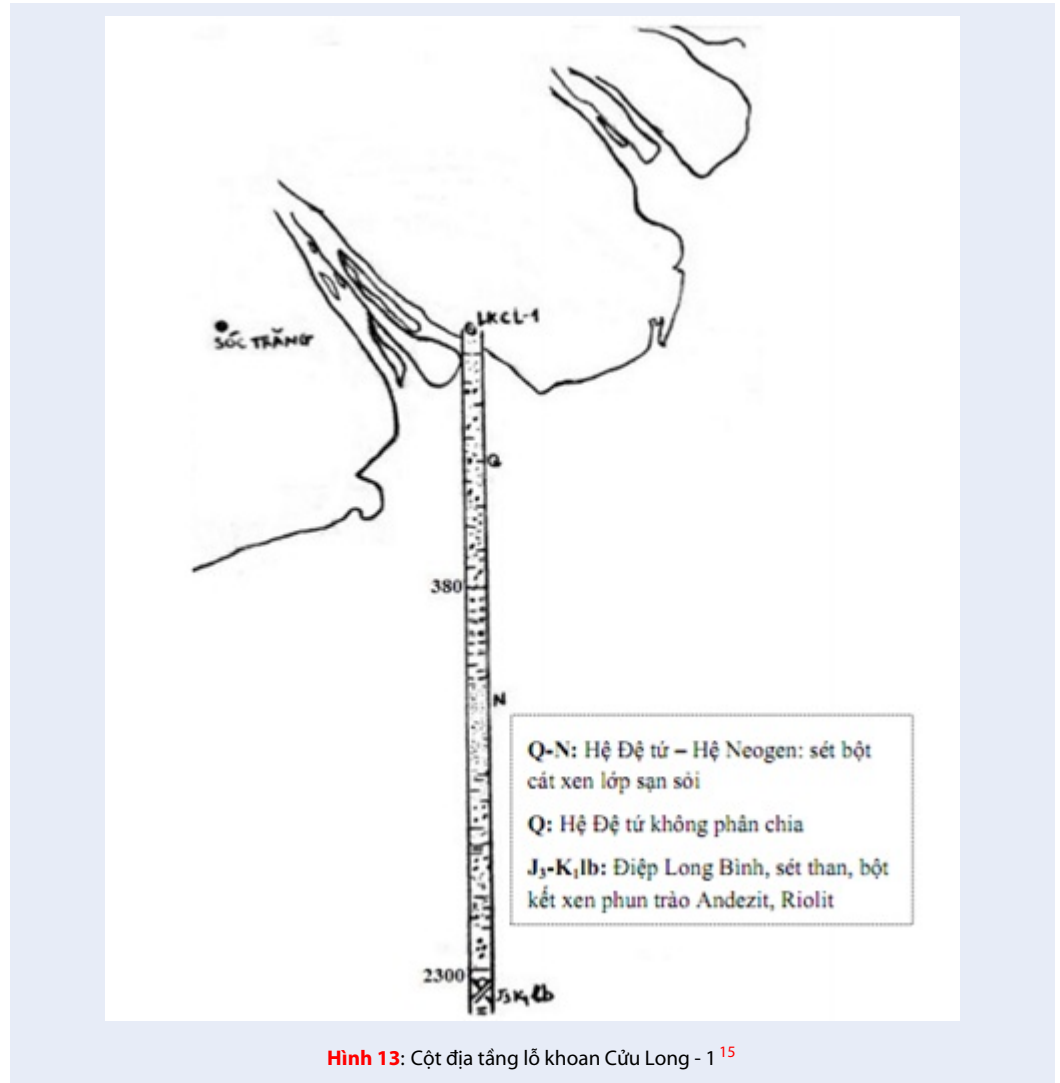 LKCL-1
SÓC TRĂNG
Q
380
N
Q-N: Hệ Đệ tứ – Hệ Neogen: sét bột
cát xen lớp sạn sỏi
Q: Hệ Đệ tứ không phân chia
J₃-K₁lb: Điệp Long Bình, sét than, bột
kết xen phun trào Andezit, Riolit
2300
J₃K₁lb
Hình 13: Cột địa tầng lỗ khoan Cửu Long - 1 ¹⁵